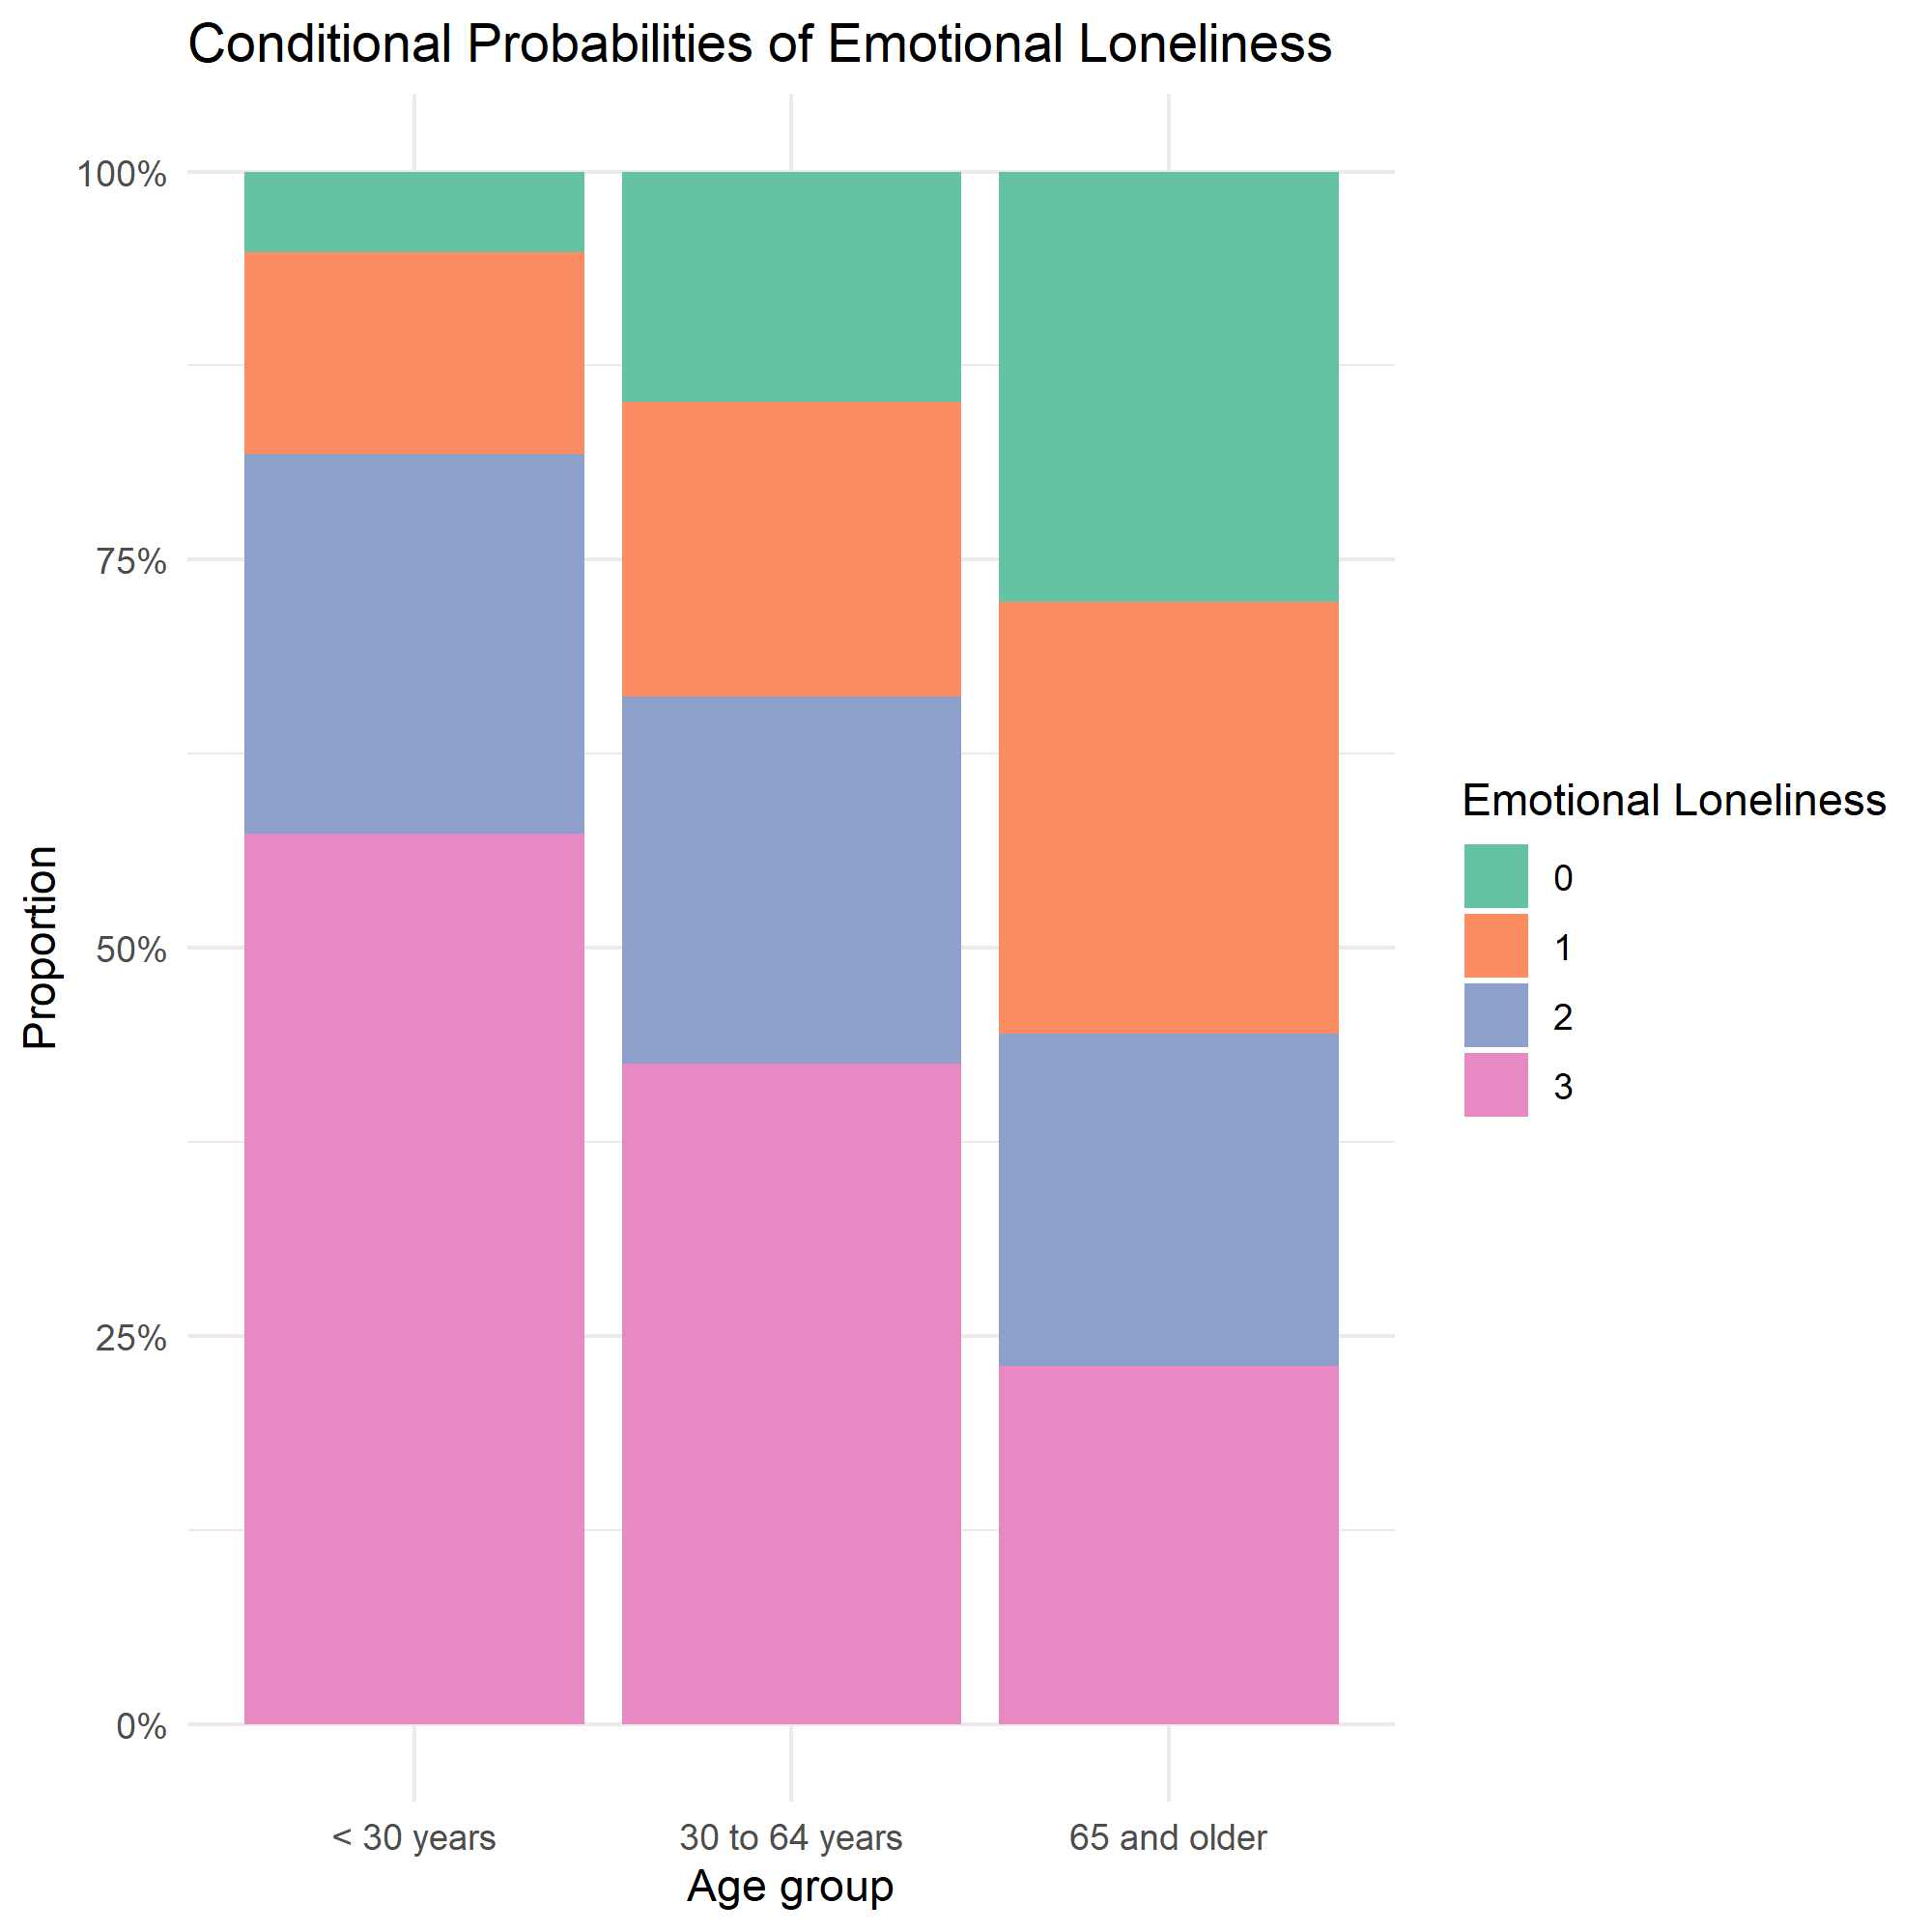 Conditional Probabilities of Emotional Loneliness
100%
75%
50%
25%
0%
Proportion
< 30 years
30 to 64 years
65 and older
Age group
Emotional Loneliness
0
1
2
3